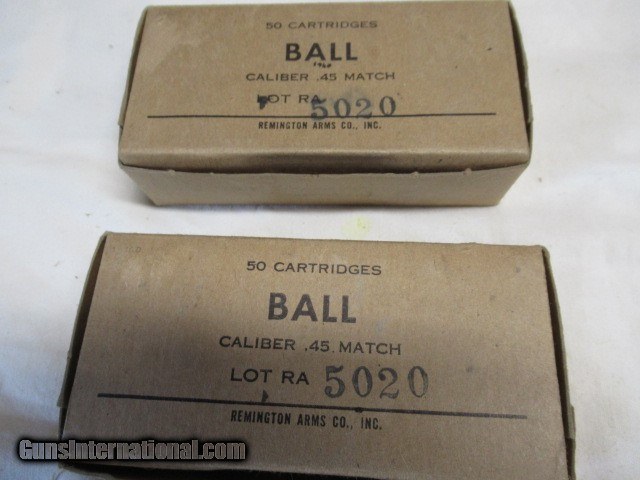 50 CARTRIDGES
BALL
CALIBER .45 MATCH
LOT RA 5020
REMINGTON ARMS CO., INC.
50 CARTRIDGES
BALL
CALIBER .45 MATCH
LOT RA 5020
REMINGTON ARMS CO., INC.
GunsInternational.com